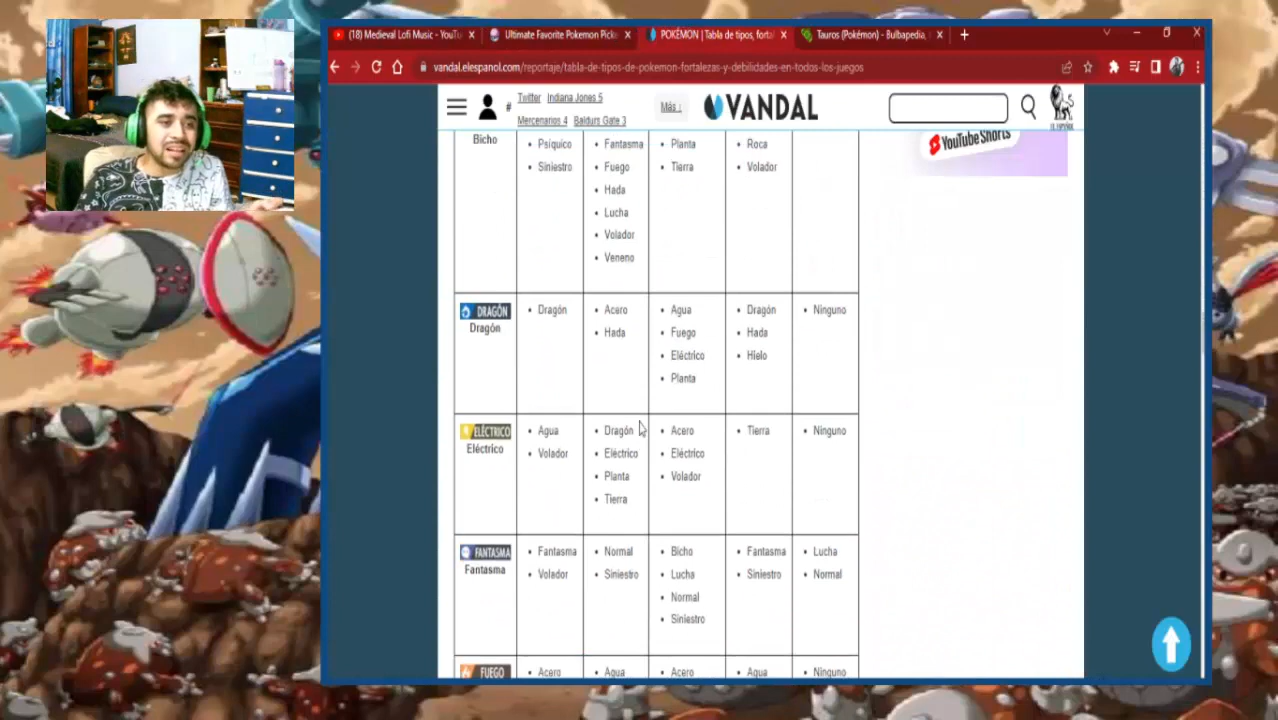 (18) Medieval Lofi Music - YouTu
Ultimate Favorite Pokemon Picke
POKÉMON | Tabla de tipos, forta
Tauros (Pokémon) - Bulbapedia,
vandal.elespanol.com/reportaje/tabla-de-tipos-de-pokemon-fortalezas-y-debilidades-en-todos-los-juegos
# Twitter Indiana Jones 5
Mercenarios 4 Baldurs Gate 3
Más ↓
VANDAL
EL ESPAÑOL
YouTube Shorts
Bicho • Psíquico • Fantasma • Planta • Roca
• Siniestro • Fuego • Tierra • Volador
• Hada
• Lucha
• Volador
• Veneno
DRAGÓN • Dragón • Acero • Agua • Dragón • Ninguno
Dragón • Hada • Fuego • Hada
• Eléctrico • Hielo
• Planta
ELÉCTRICO • Agua • Dragón • Acero • Tierra • Ninguno
Eléctrico • Volador • Eléctrico • Eléctrico
• Planta • Volador
• Tierra
FANTASMA • Fantasma • Normal • Bicho • Fantasma • Lucha
Fantasma • Volador • Siniestro • Lucha • Siniestro • Normal
• Normal
• Siniestro
FUEGO • Acero • Agua • Acero • Agua • Ninguno